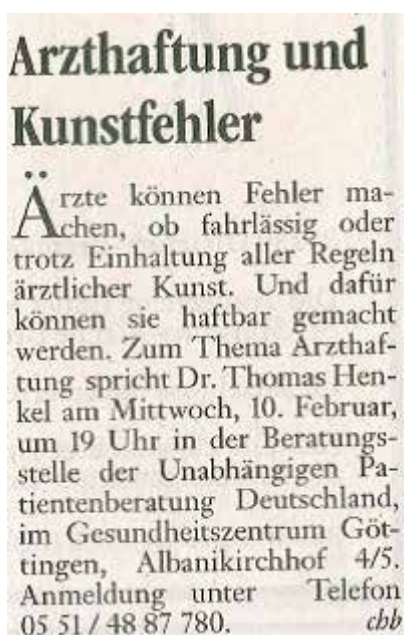 Arzthaftung und
Kunstfehler
Ärzte können Fehler ma-
chen, ob fahrlässig oder
trotz Einhaltung aller Regeln
ärztlicher Kunst. Und dafür
können sie haftbar gemacht
werden. Zum Thema Arzthaf-
tung spricht Dr. Thomas Hen-
kel am Mittwoch, 10. Februar,
um 19 Uhr in der Beratungs-
stelle der Unabhängigen Pa-
tientenberatung Deutschland,
im Gesundheitszentrum Göt-
tingen, Albanikirchhof 4/5.
Anmeldung unter Telefon
05 51 / 48 87 780. chb